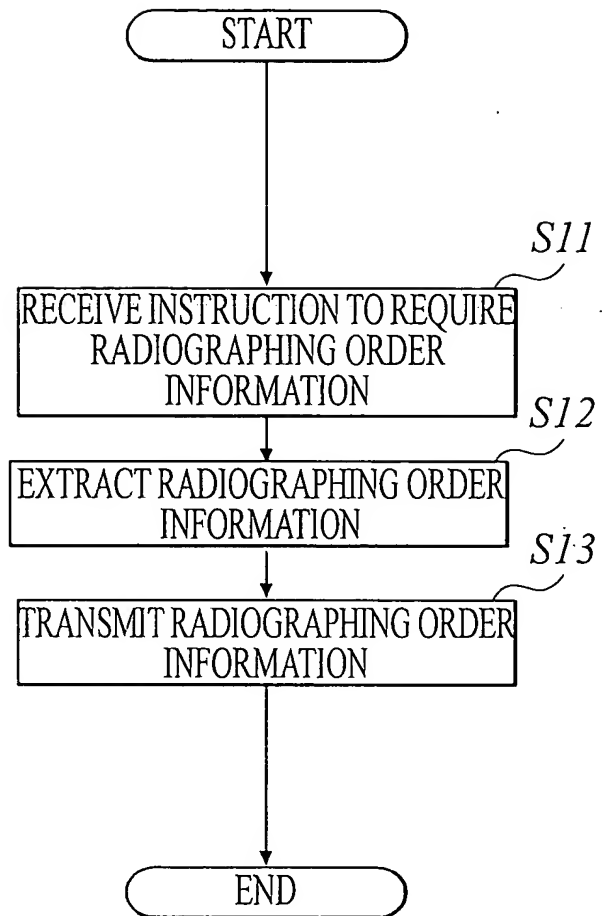 START
S11
RECEIVE INSTRUCTION TO REQUIRE
RADIOGRAPHING ORDER
INFORMATION
S12
EXTRACT RADIOGRAPHING ORDER
INFORMATION
S13
TRANSMIT RADIOGRAPHING ORDER
INFORMATION
END